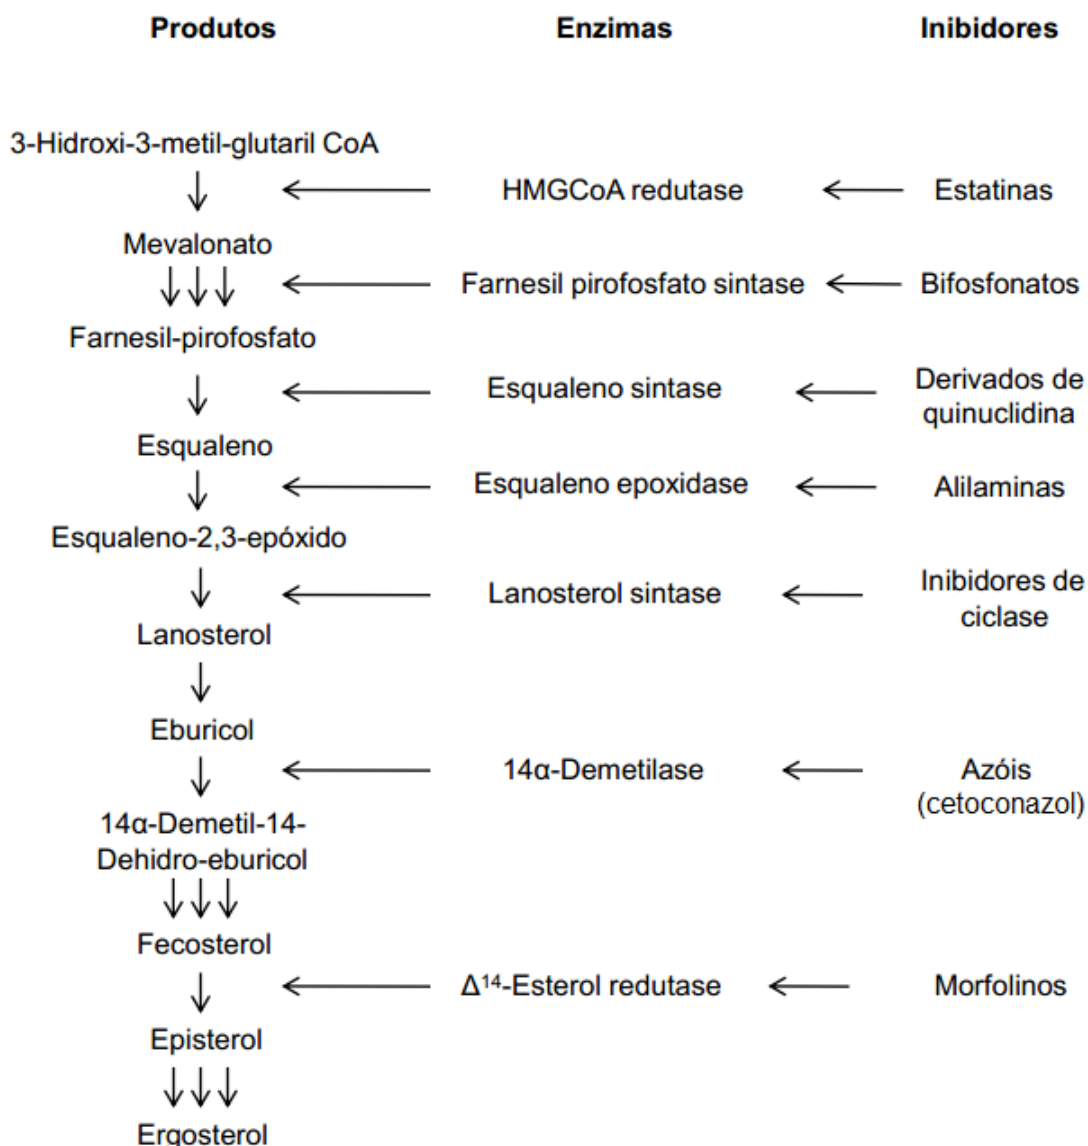 Produtos Enzimas Inibidores
3-Hidroxi-3-metil-glutaril CoA
HMGCoA redutase Estatinas
Mevalonato
Farnesil pirofosfato sintase Bifosfonatos
Farnesil-pirofosfato
Esqualeno sintase Derivados de
quinuclidina
Esqualeno
Esqualeno epoxidase Alilaminas
Esqualeno-2,3-epóxido
Lanosterol sintase Inibidores de
ciclase
Lanosterol
Eburicol
14α-Demetilase Azóis
(cetoconazol)
14α-Demetil-14-
Dehidro-eburicol
Fecosterol
Δ¹⁴-Esterol redutase Morfolinos
Episterol
Ergosterol